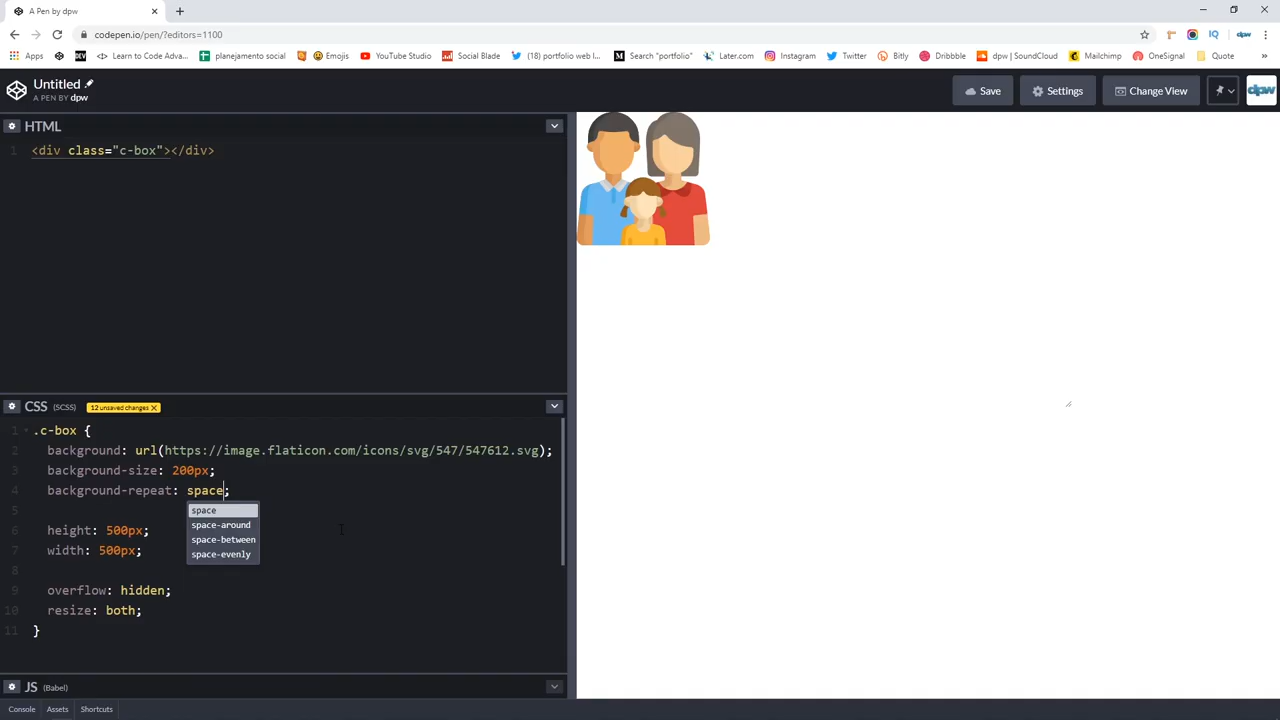 A Pen by dpw
codepen.io/pen/?editors=1100
Apps
DEV
Learn to Code Adva...
planejamento social
Emojis
YouTube Studio
Social Blade
(18) portfolio web i...
Search "portfolio"
Later.com
Instagram
Twitter
Bitly
Dribbble
dpw | SoundCloud
Mailchimp
OneSignal
Quote
»
Untitled
A PEN BY dpw
Save
Settings
Change View
dpw
HTML
1 <div class="c-box"></div>
CSS (SCSS) 12 unsaved changes X
1 .c-box {
2 background: url(https://image.flaticon.com/icons/svg/547/547612.svg);
3 background-size: 200px;
4 background-repeat: space;
space
5
space-around
6 height: 500px;
space-between
7 width: 500px;
space-evenly
8
9 overflow: hidden;
10 resize: both;
11 }
JS (Babel)
Console Assets Shortcuts